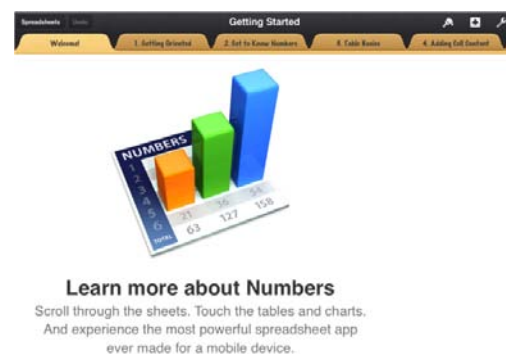 Spreadsheets Undo Getting Started
Welcome! 1. Getting Oriented 2. Get to Know Numbers 3. Table Basics 4. Adding Cell Content
NUMBERS
1
2
3
4
5 21 36 54
6 63 127 158
TOTAL
Learn more about Numbers
Scroll through the sheets. Touch the tables and charts.
And experience the most powerful spreadsheet app
ever made for a mobile device.